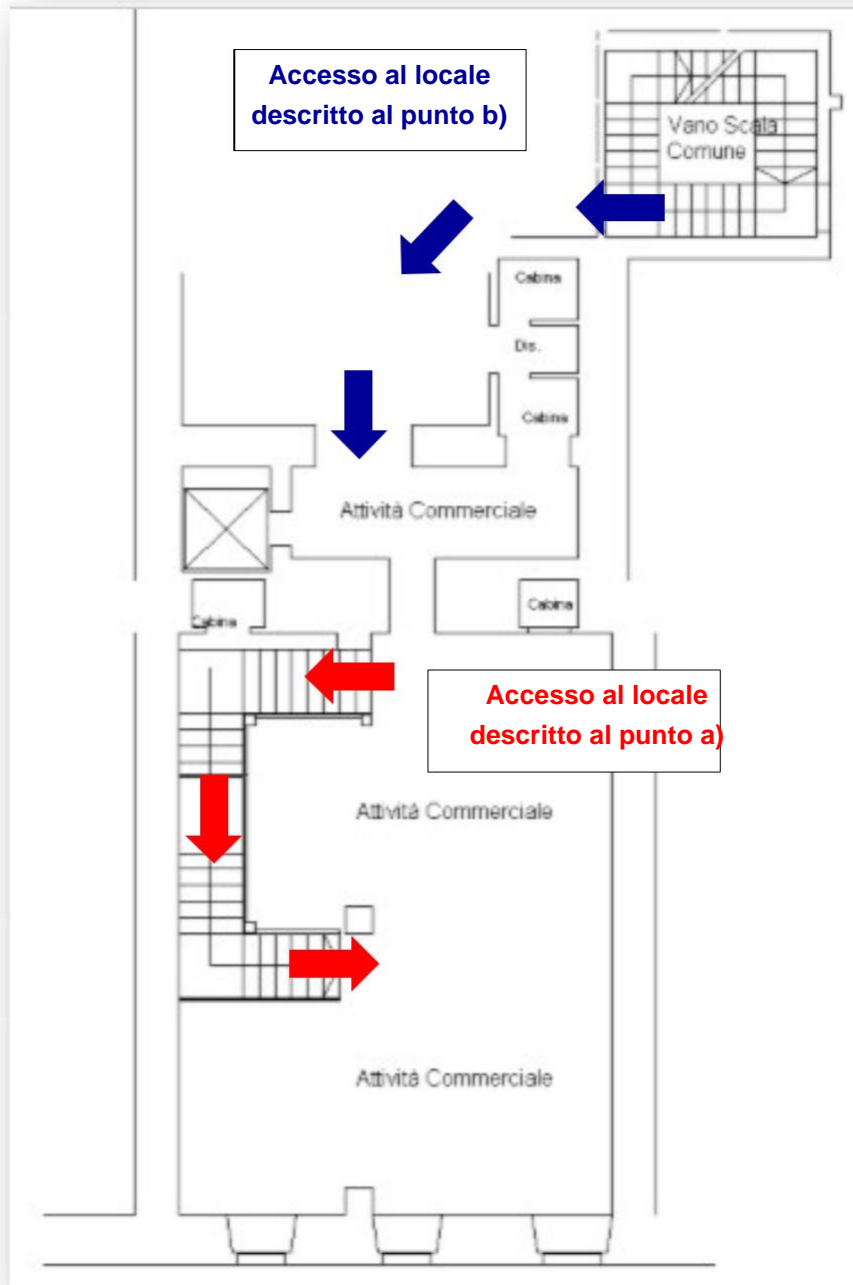 Accesso al locale
descritto al punto b)
Vano Scala
Comune
Cabina
Dis.
Cabina
Attività Commerciale
Cabina
Cabina
Accesso al locale
descritto al punto a)
Attività Commerciale
Attività Commerciale